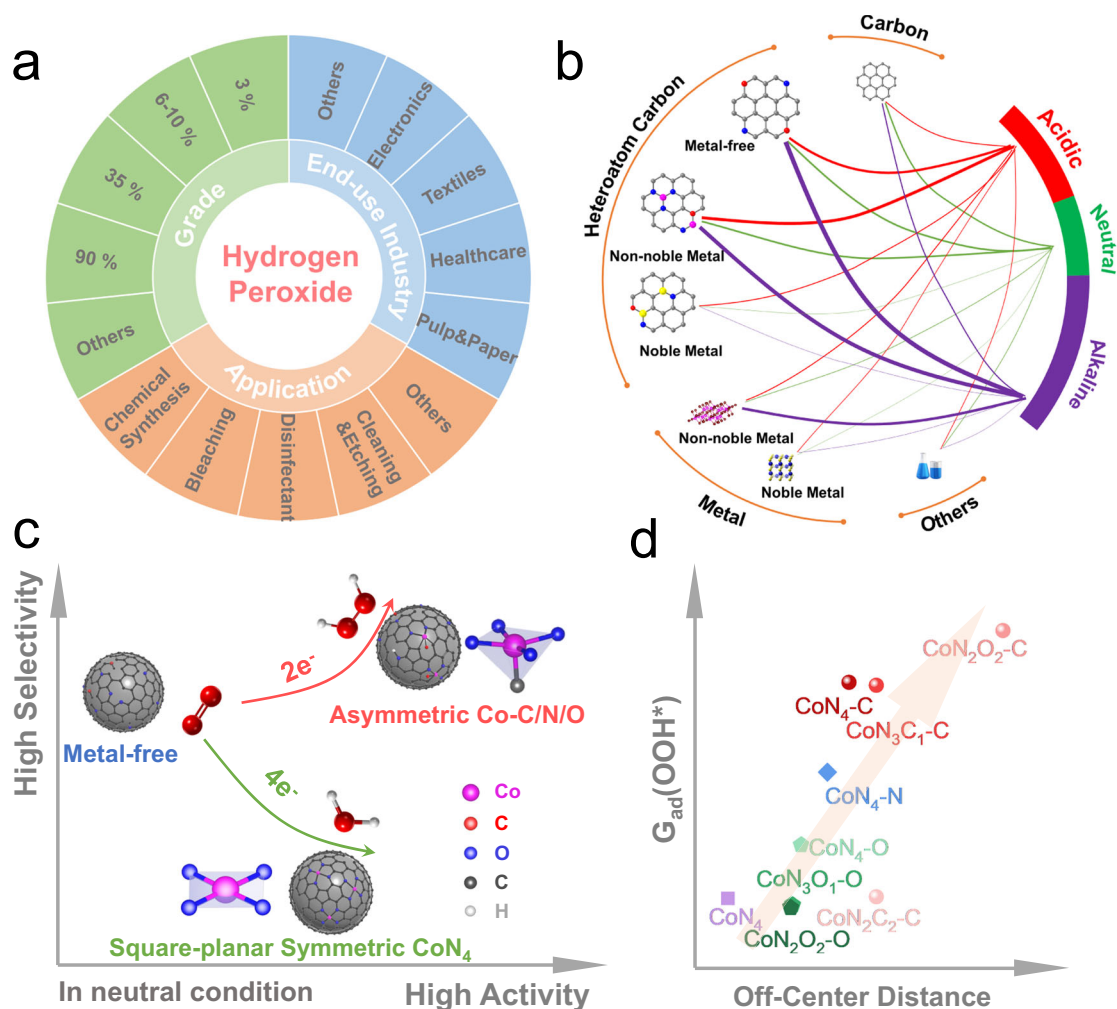 a
3 %
6-10 %
35 %
90 %
Others
Grade
Others
Electronics
Textiles
Healthcare
Pulp&Paper
End-use Industry
Hydrogen
Peroxide
Application
Chemical
Synthesis
Bleaching
Disinfectant
Cleaning
&Etching
Others
b
Carbon
Heteroatom Carbon
Metal-free
Non-noble Metal
Noble Metal
Non-noble Metal
Noble Metal
Metal
Others
Acidic
Neutral
Alkaline
c
High Selectivity
Metal-free
2e⁻
Asymmetric Co-C/N/O
4e⁻
Co
C
O
C
H
Square-planar Symmetric CoN₄
In neutral condition
High Activity
d
G_ad(OOH*)
CoN₂O₂-C
CoN₄-C
CoN₃C₁-C
CoN₄-N
CoN₄-O
CoN₃O₁-O
CoN₄
CoN₂C₂-C
CoN₂O₂-O
Off-Center Distance